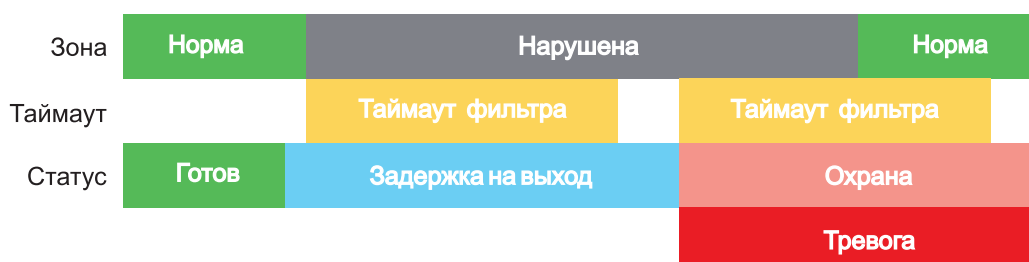 Зона Норма Нарушена Норма
Таймаут Таймаут фильтра Таймаут фильтра
Статус Готов Задержка на выход Охрана
Тревога